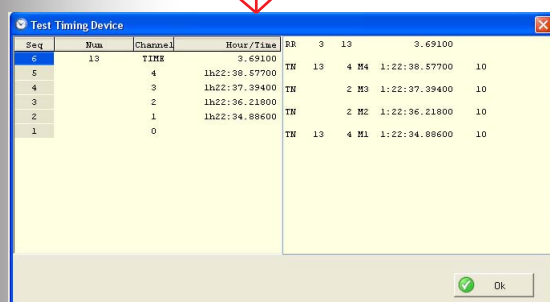 Test Timing Device
Seq Num Channel Hour/Time
6 13 TIME 3.69100
5 4 1h22:38.57700
4 3 1h22:37.39400
3 2 1h22:36.21800
2 1 1h22:34.88600
1 0
RR 3 13 3.69100
TN 13 4 M4 1:22:38.57700 10
TN 2 M3 1:22:37.39400 10
TN 2 M2 1:22:36.21800 10
TN 13 4 M1 1:22:34.88600 10
Ok